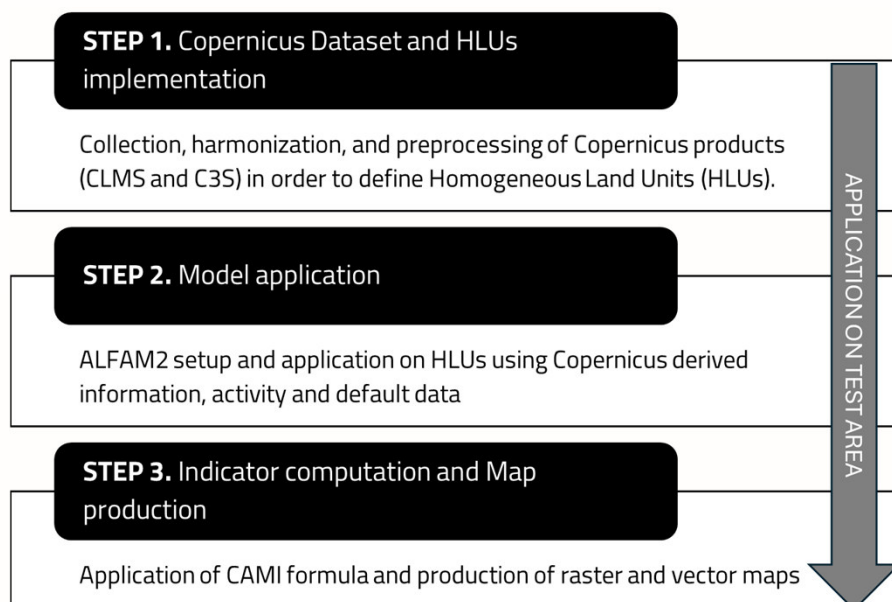 STEP 1. Copernicus Dataset and HLUs
implementation
Collection, harmonization, and preprocessing of Copernicus products
(CLMS and C3S) in order to define Homogeneous Land Units (HLUs).
STEP 2. Model application
ALFAM2 setup and application on HLUs using Copernicus derived
information, activity and default data
STEP 3. Indicator computation and Map
production
Application of CAMI formula and production of raster and vector maps
APPLICATION ON TEST AREA